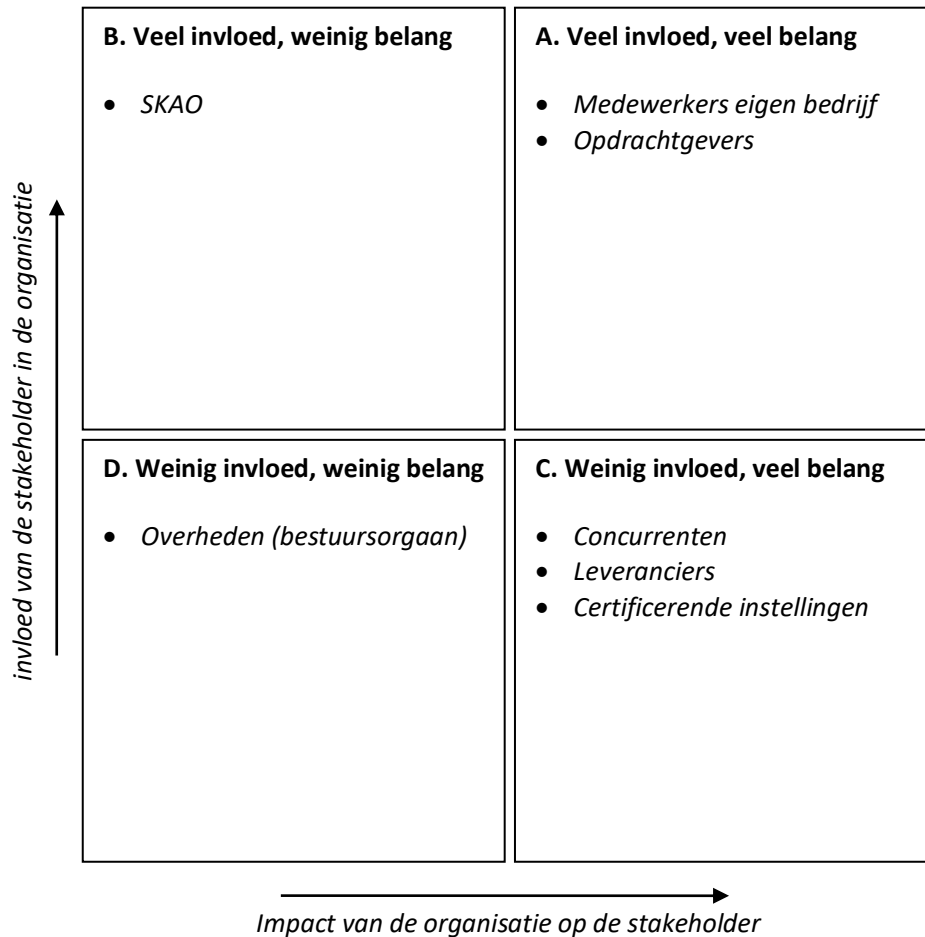 B. Veel invloed, weinig belang
• SKAO
A. Veel invloed, veel belang
• Medewerkers eigen bedrijf
• Opdrachtgevers
invloed van de stakeholder in de organisatie
D. Weinig invloed, weinig belang
• Overheden (bestuursorgaan)
C. Weinig invloed, veel belang
• Concurrenten
• Leveranciers
• Certificerende instellingen
Impact van de organisatie op de stakeholder